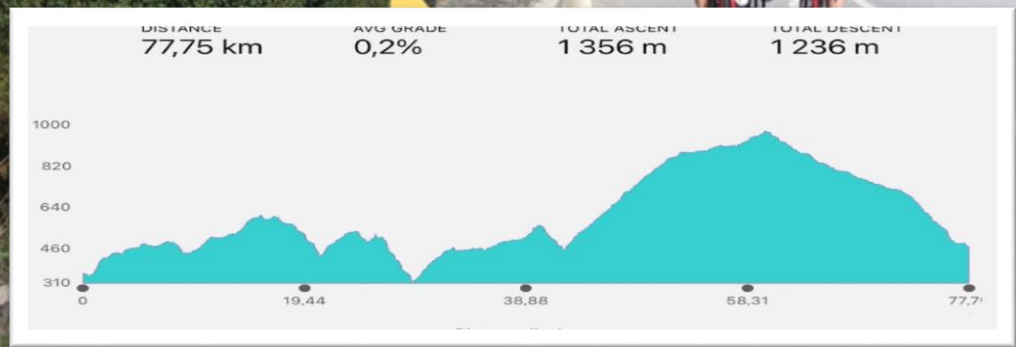 DISTANCE AVG GRADE TOTAL ASCENT TOTAL DESCENT
77,75 km 0,2% 1 356 m 1 236 m
1000
820
640
460
310
0 19,44 38,88 58,31